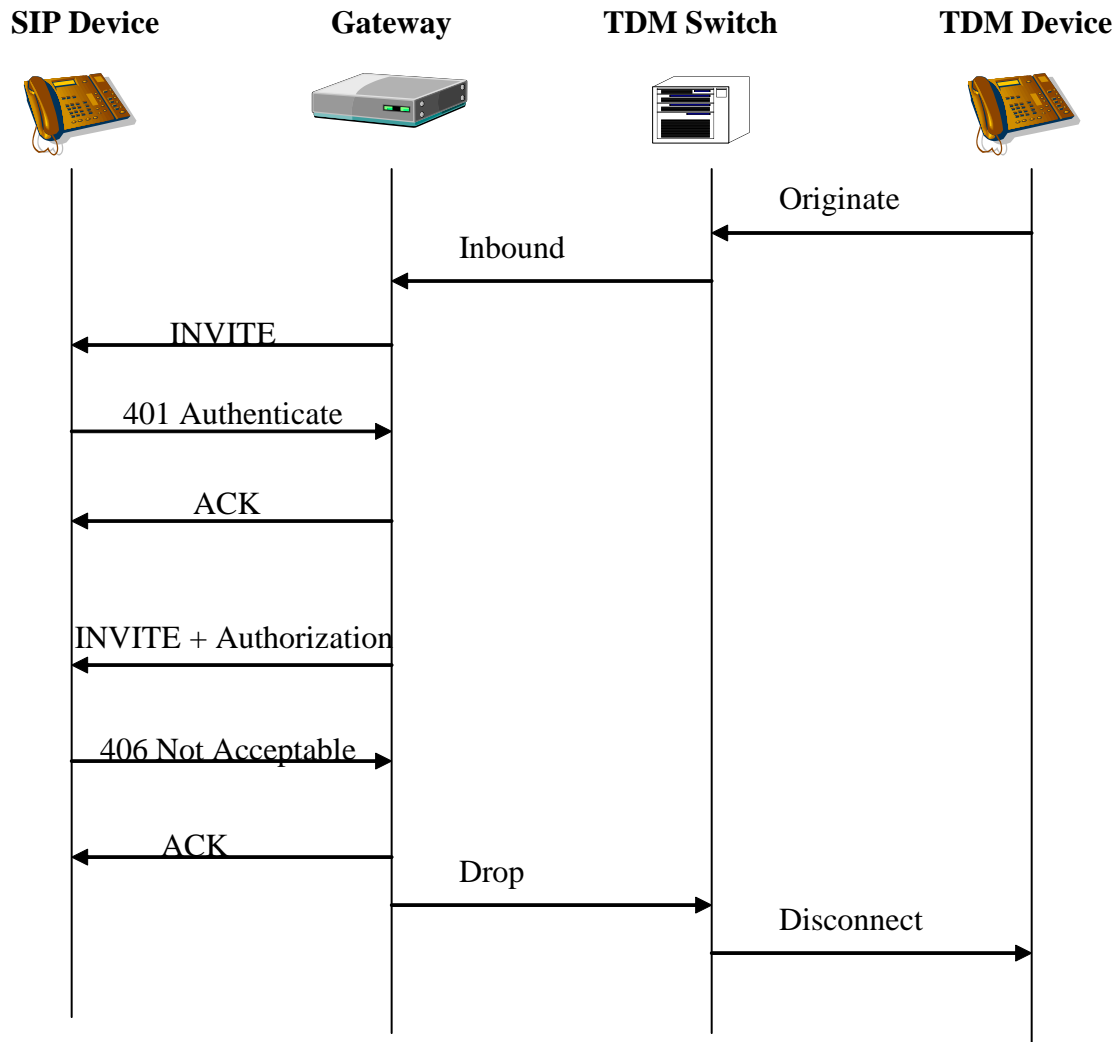 SIP Device Gateway TDM Switch TDM Device
Originate
Inbound
INVITE
401 Authenticate
ACK
INVITE + Authorization
406 Not Acceptable
ACK
Drop
Disconnect